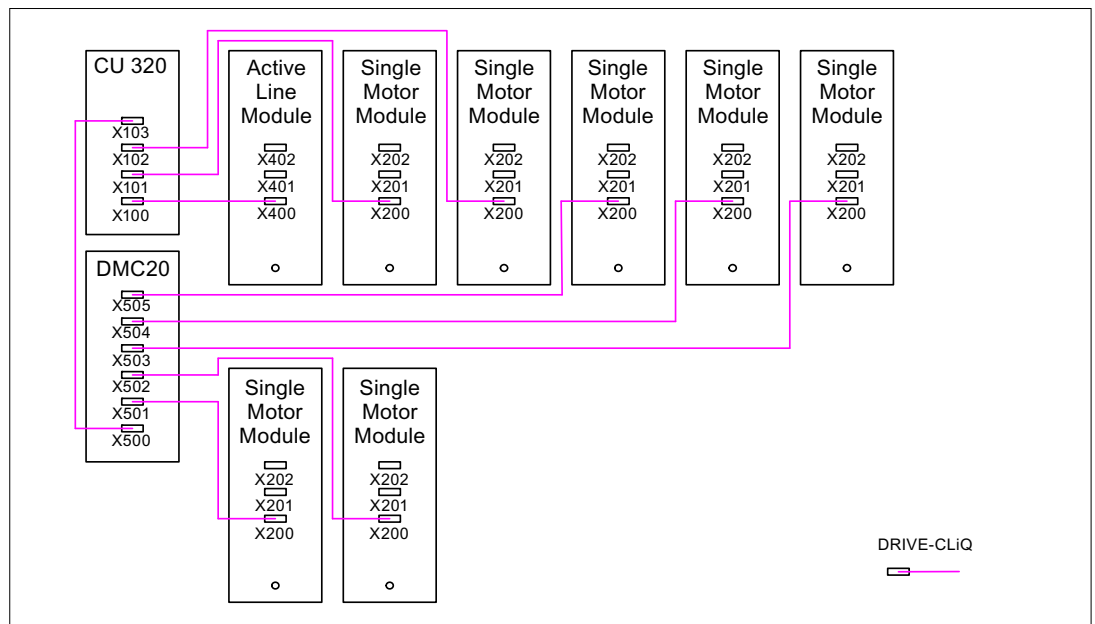 CU 320
X103
X102
X101
X100
Active
Line
Module
X402
X401
X400
Single
Motor
Module
X202
X201
X200
Single
Motor
Module
X202
X201
X200
Single
Motor
Module
X202
X201
X200
Single
Motor
Module
X202
X201
X200
Single
Motor
Module
X202
X201
X200
DMC20
X505
X504
X503
X502
X501
X500
Single
Motor
Module
X202
X201
X200
Single
Motor
Module
X202
X201
X200
DRIVE-CLiQ